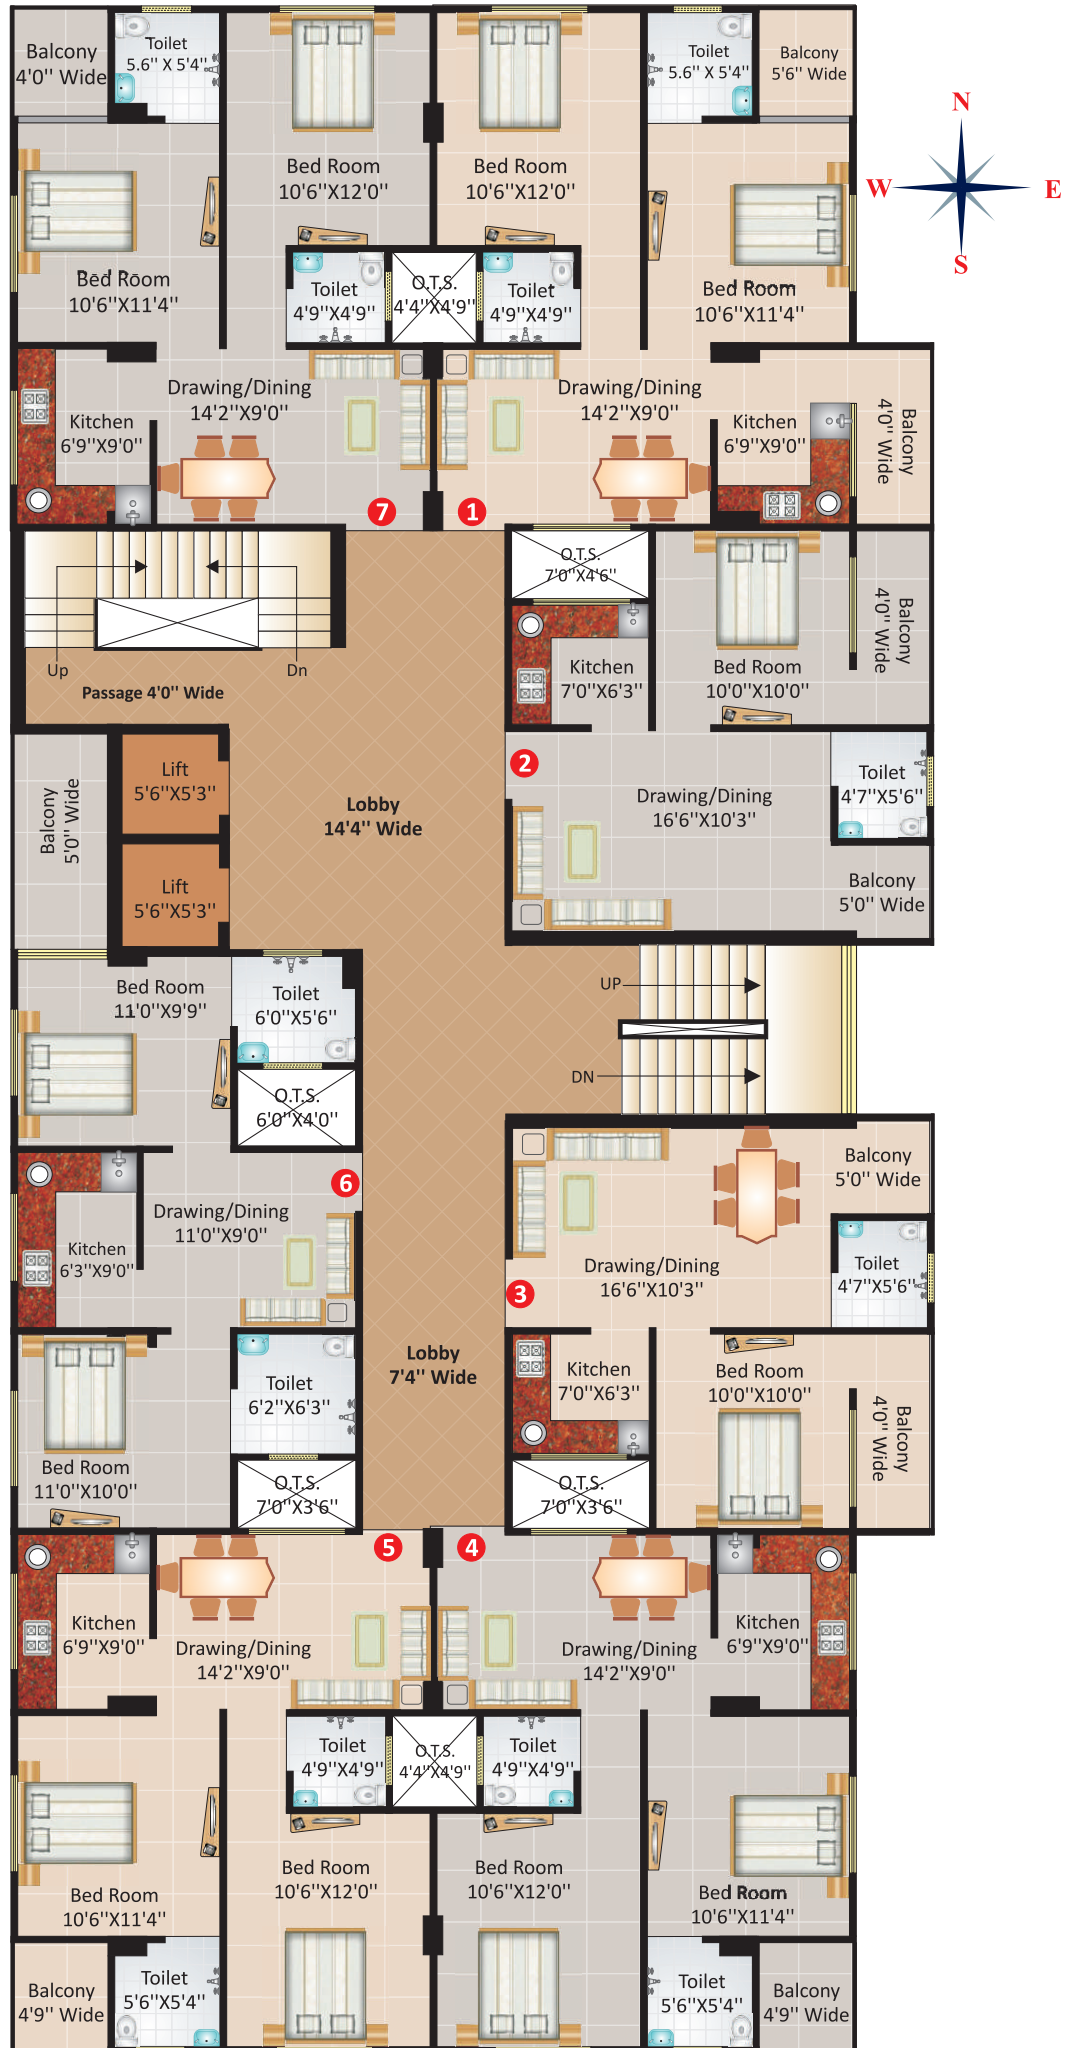 Balcony
4'0'' Wide
Toilet
5.6'' X 5'4''
Toilet
5.6'' X 5'4''
Balcony
5'6'' Wide
N
W
E
S
Bed Room
10'6''X12'0''
Bed Room
10'6''X12'0''
Bed Room
10'6''X11'4''
Toilet
4'9''X4'9''
O.T.S.
4'4''X4'9''
Toilet
4'9''X4'9''
Bed Room
10'6''X11'4''
Drawing/Dining
14'2''X9'0''
Drawing/Dining
14'2''X9'0''
Kitchen
6'9''X9'0''
Kitchen
6'9''X9'0''
Balcony
4'0'' Wide
7
1
O.T.S.
7'0''X4'6''
Balcony
4'0'' Wide
Up
Dn
Kitchen
7'0''X6'3''
Bed Room
10'0''X10'0''
Passage 4'0'' Wide
Lift
5'6''X5'3''
2
Toilet
4'7''X5'6''
Balcony
5'0'' Wide
Lobby
14'4'' Wide
Drawing/Dining
16'6''X10'3''
Lift
5'6''X5'3''
Balcony
5'0'' Wide
Bed Room
11'0''X9'9''
Toilet
6'0''X5'6''
UP
DN
O.T.S.
6'0''X4'0''
Balcony
5'0'' Wide
6
Drawing/Dining
11'0''X9'0''
Kitchen
6'3''X9'0''
Drawing/Dining
16'6''X10'3''
Toilet
4'7''X5'6''
3
Lobby
7'4'' Wide
Toilet
6'2''X6'3''
Kitchen
7'0''X6'3''
Bed Room
10'0''X10'0''
Balcony
4'0'' Wide
Bed Room
11'0''X10'0''
O.T.S.
7'0''X3'6''
O.T.S.
7'0''X3'6''
5
4
Kitchen
6'9''X9'0''
Kitchen
6'9''X9'0''
Drawing/Dining
14'2''X9'0''
Drawing/Dining
14'2''X9'0''
Toilet
4'9''X4'9''
O.T.S.
4'4''X4'9''
Toilet
4'9''X4'9''
Bed Room
10'6''X12'0''
Bed Room
10'6''X12'0''
Bed Room
10'6''X11'4''
Bed Room
10'6''X11'4''
Balcony
4'9'' Wide
Toilet
5'6''X5'4''
Toilet
5'6''X5'4''
Balcony
4'9'' Wide